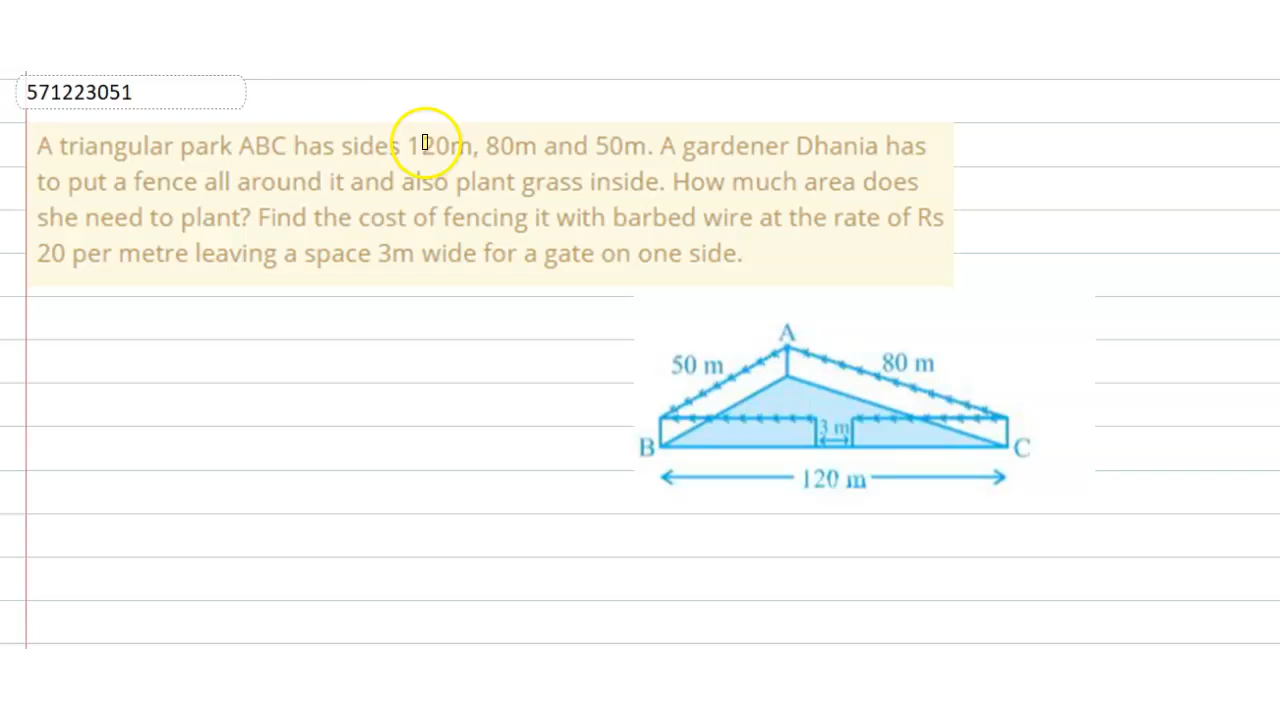 571223051
A triangular park ABC has sides 120m, 80m and 50m. A gardener Dhania has
to put a fence all around it and also plant grass inside. How much area does
she need to plant? Find the cost of fencing it with barbed wire at the rate of Rs
20 per metre leaving a space 3m wide for a gate on one side.
A
50 m
80 m
3 m
B
C
120 m